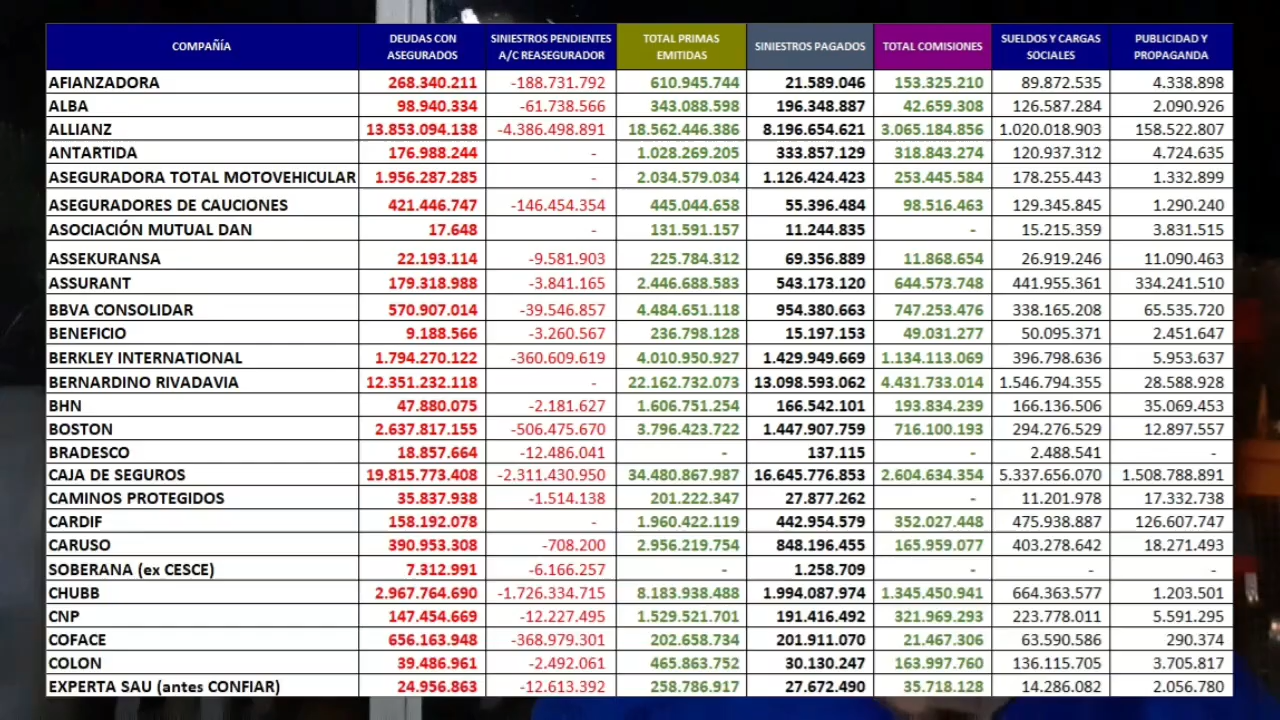 COMPAÑÍA DEUDAS CON ASEGURADOS SINIESTROS PENDIENTES A/C REASEGURADOR TOTAL PRIMAS EMITIDAS SINIESTROS PAGADOS TOTAL COMISIONES SUELDOS Y CARGAS SOCIALES PUBLICIDAD Y PROPAGANDA
AFIANZADORA 268.340.211 -188.731.792 610.945.744 21.589.046 153.325.210 89.872.535 4.338.898
ALBA 98.940.334 -61.738.566 343.088.598 196.348.887 42.659.308 126.587.284 2.090.926
ALLIANZ 13.853.094.138 -4.386.498.891 18.562.446.386 8.196.654.621 3.065.184.856 1.020.018.903 158.522.807
ANTARTIDA 176.988.244 - 1.028.269.205 333.857.129 318.843.274 120.937.312 4.724.635
ASEGURADORA TOTAL MOTOVEHICULAR 1.956.287.285 - 2.034.579.034 1.126.424.423 253.445.584 178.255.443 1.332.899
ASEGURADORES DE CAUCIONES 421.446.747 -146.454.354 445.044.658 55.396.484 98.516.463 129.345.845 1.290.240
ASOCIACIÓN MUTUAL DAN 17.648 - 131.591.157 11.244.835 - 15.215.359 3.831.515
ASSEKURANSA 22.193.114 -9.581.903 225.784.312 69.356.889 11.868.654 26.919.246 11.090.463
ASSURANT 179.318.988 -3.841.165 2.446.688.583 543.173.120 644.573.748 441.955.361 334.241.510
BBVA CONSOLIDAR 570.907.014 -39.546.857 4.484.651.118 954.380.663 747.253.476 338.165.208 65.535.720
BENEFICIO 9.188.566 -3.260.567 236.798.128 15.197.153 49.031.277 50.095.371 2.451.647
BERKLEY INTERNATIONAL 1.794.270.122 -360.609.619 4.010.950.927 1.429.949.669 1.134.113.069 396.798.636 5.953.637
BERNARDINO RIVADAVIA 12.351.232.118 - 22.162.732.073 13.098.593.062 4.431.733.014 1.546.794.355 28.588.928
BHN 47.880.075 -2.181.627 1.606.751.254 166.542.101 193.834.239 166.136.506 35.069.453
BOSTON 2.637.817.155 -506.475.670 3.796.423.722 1.447.907.759 716.100.193 294.276.529 12.897.557
BRADESCO 18.857.664 -12.486.041 - 137.115 - 2.488.541 -
CAJA DE SEGUROS 19.815.773.408 -2.311.430.950 34.480.867.987 16.645.776.853 2.604.634.354 5.337.656.070 1.508.788.891
CAMINOS PROTEGIDOS 35.837.938 -1.514.138 201.222.347 27.877.262 - 11.201.978 17.332.738
CARDIF 158.192.078 - 1.960.422.119 442.954.579 352.027.448 475.938.887 126.607.747
CARUSO 390.953.308 -708.200 2.956.219.754 848.196.455 165.959.077 403.278.642 18.271.493
SOBERANA (ex CESCE) 7.312.991 -6.166.257 - 1.258.709 - - -
CHUBB 2.967.764.690 -1.726.334.715 8.183.938.488 1.994.087.974 1.345.450.941 664.363.577 1.203.501
CNP 147.454.669 -12.227.495 1.529.521.701 191.416.492 321.969.293 223.778.011 5.591.295
COFACE 656.163.948 -368.979.301 202.658.734 201.911.070 21.467.306 63.590.586 290.374
COLON 39.486.961 -2.492.061 465.863.752 30.130.247 163.997.760 136.115.705 3.705.817
EXPERTA SAU (antes CONFIAR) 24.956.863 -12.613.392 258.786.917 27.672.490 35.718.128 14.286.082 2.056.780